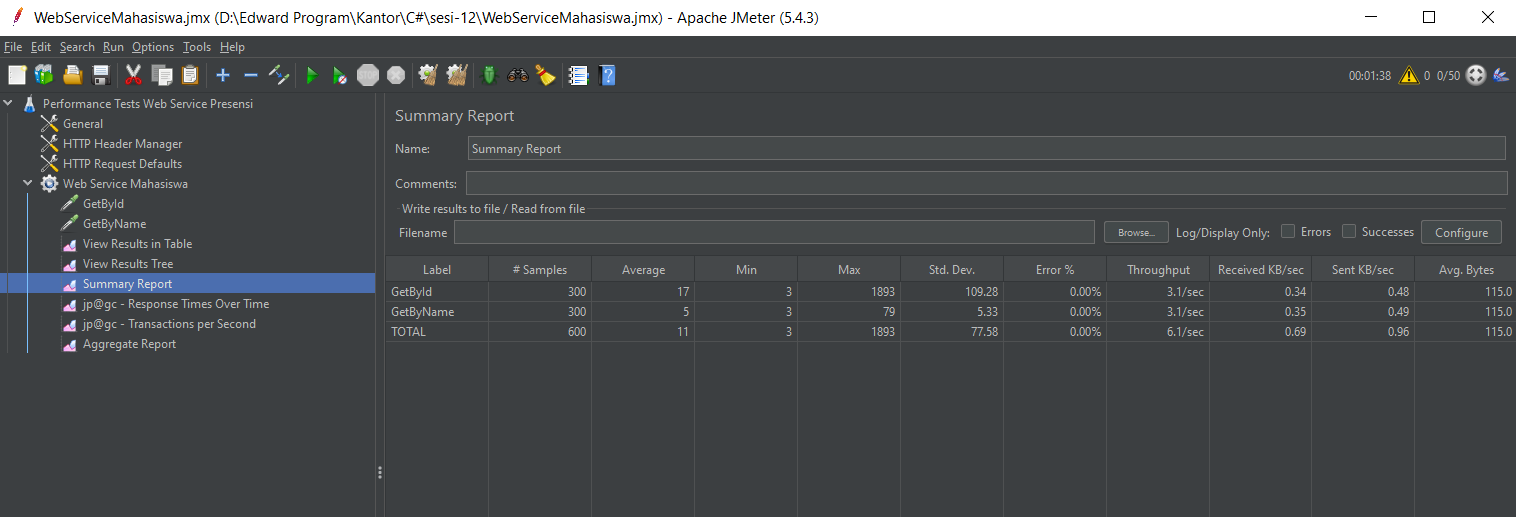 WebServiceMahasiswa.jmx (D:\Edward Program\Kantor\C#\sesi-12\WebServiceMahasiswa.jmx) - Apache JMeter (5.4.3)
File Edit Search Run Options Tools Help
STOP 00:01:38 0 0/50
Performance Tests Web Service Presensi
General
HTTP Header Manager
HTTP Request Defaults
Web Service Mahasiswa
GetById
GetByName
View Results in Table
View Results Tree
Summary Report
jp@gc - Response Times Over Time
jp@gc - Transactions per Second
Aggregate Report
Summary Report
Name: Summary Report
Comments:
Write results to file / Read from file
Filename Browse... Log/Display Only: Errors Successes Configure
Label # Samples Average Min Max Std. Dev. Error % Throughput Received KB/sec Sent KB/sec Avg. Bytes
GetById 300 17 3 1893 109.28 0.00% 3.1/sec 0.34 0.48 115.0
GetByName 300 5 3 79 5.33 0.00% 3.1/sec 0.35 0.49 115.0
TOTAL 600 11 3 1893 77.58 0.00% 6.1/sec 0.69 0.96 115.0